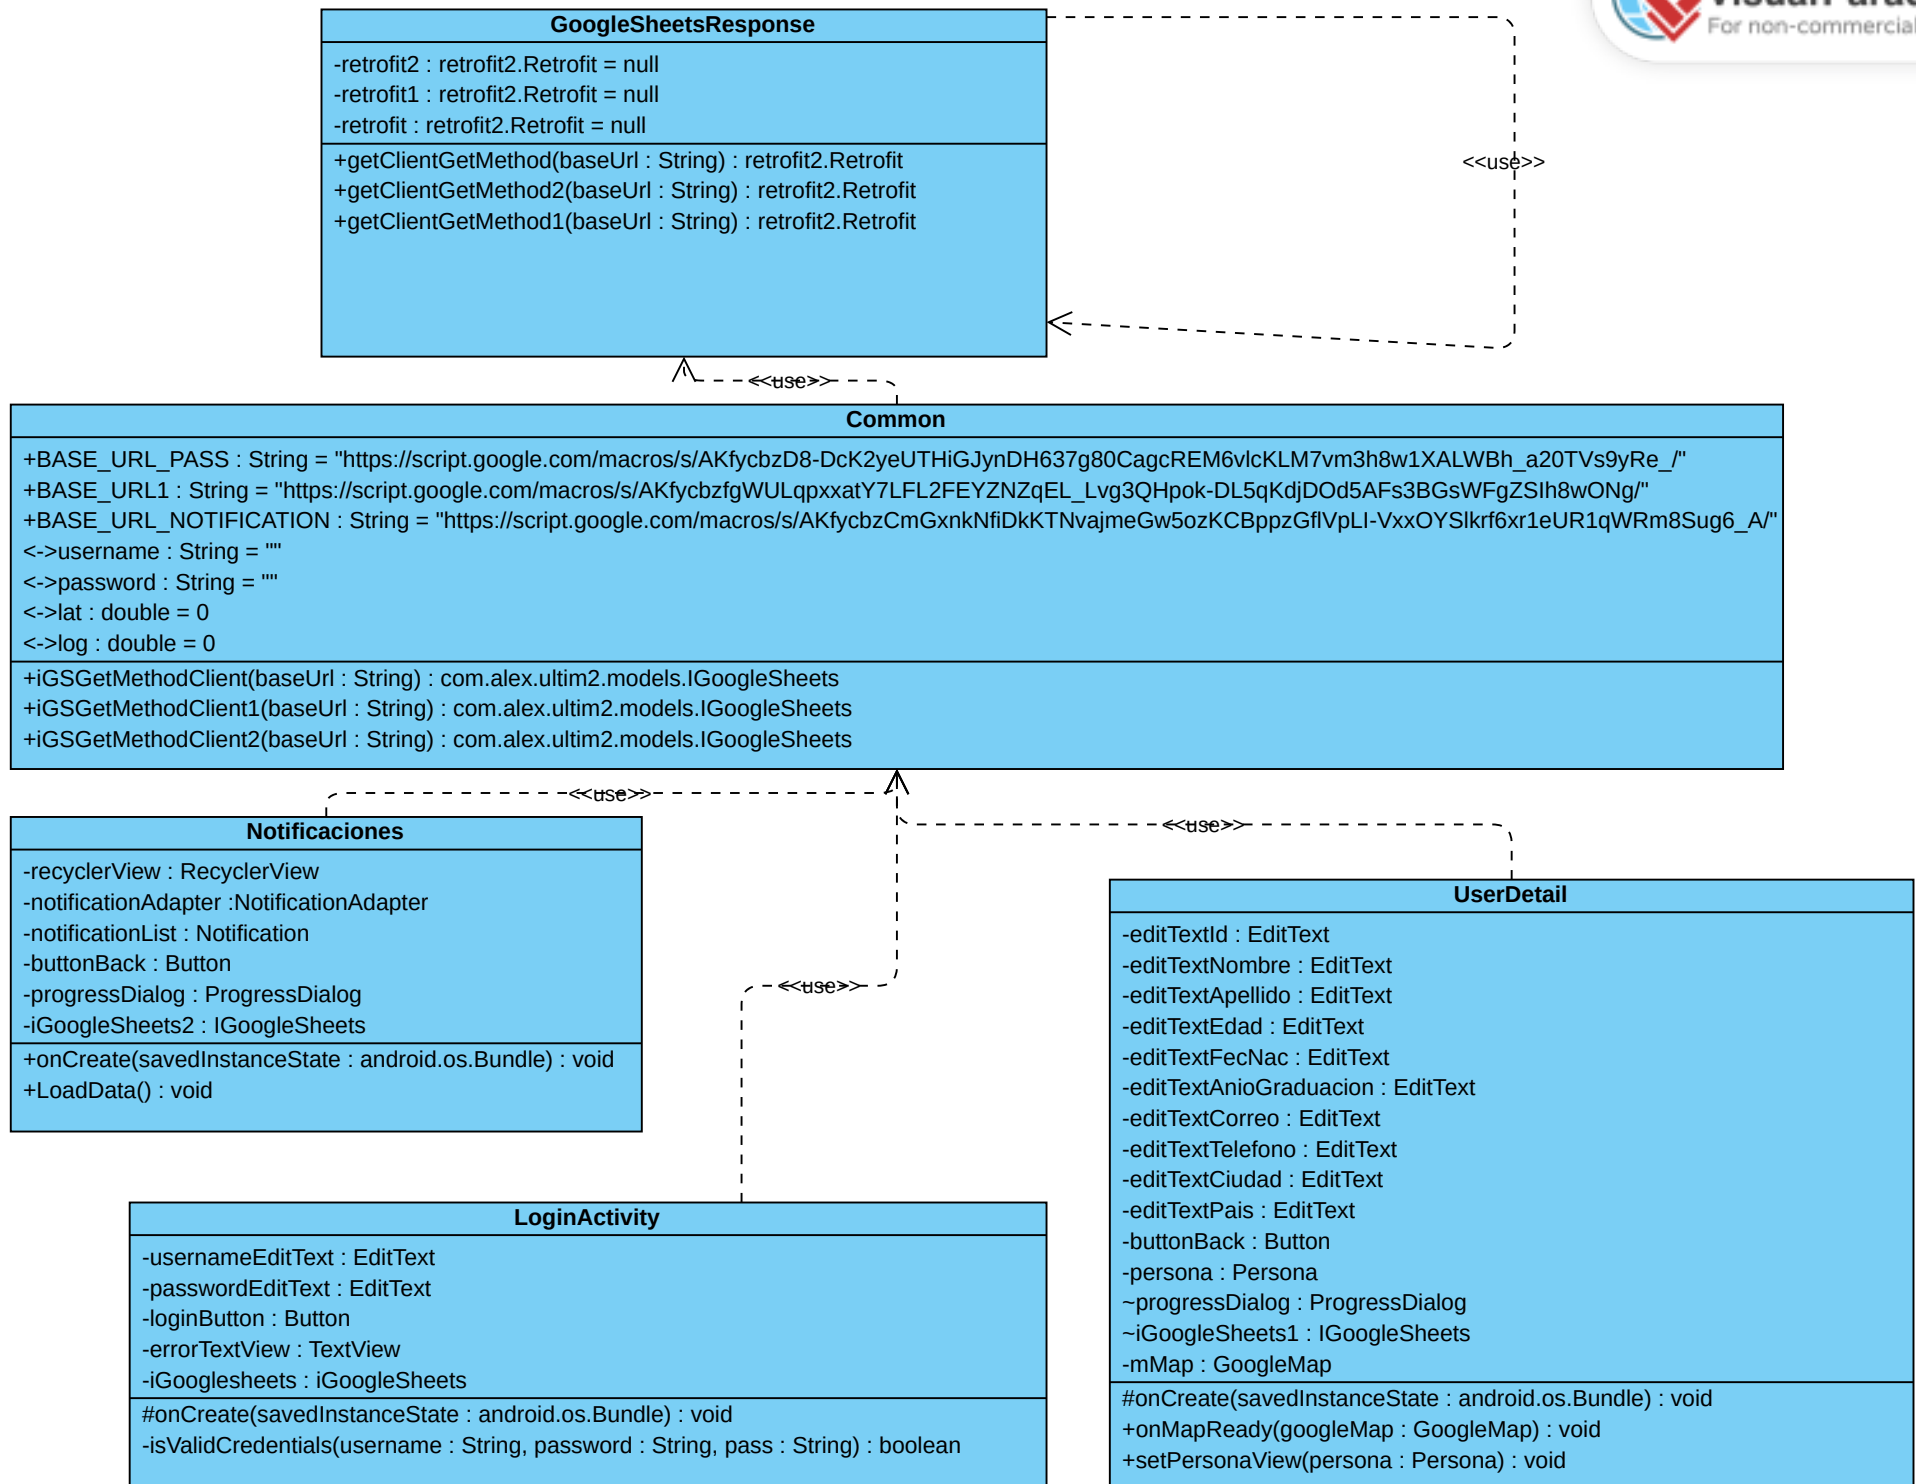 GoogleSheetsResponse
-retrofit2 : retrofit2.Retrofit = null
-retrofit1 : retrofit2.Retrofit = null
-retrofit : retrofit2.Retrofit = null
+getClientGetMethod(baseUrl : String) : retrofit2.Retrofit
+getClientGetMethod2(baseUrl : String) : retrofit2.Retrofit
+getClientGetMethod1(baseUrl : String) : retrofit2.Retrofit
For non-commercial
<<use>>
<<use>>
Common
+BASE_URL_PASS : String = "https://script.google.com/macros/s/AKfycbzD8-DcK2yeUTHiGJynDH637g80CagcREM6vlcKLM7vm3h8w1XALWBh_a20TVs9yRe_/"
+BASE_URL1 : String = "https://script.google.com/macros/s/AKfycbzfgWULqpxxatY7LFL2FEYZNZqEL_Lvg3QHpok-DL5qKdjDOd5AFs3BGsWFgZSIh8wONg/"
+BASE_URL_NOTIFICATION : String = "https://script.google.com/macros/s/AKfycbzCmGxnkNfiDkKTNvajmeGw5ozKCBppzGflVpLI-VxxOYSlkrf6xr1eUR1qWRm8Sug6_A/"
<->username : String = ""
<->password : String = ""
<->lat : double = 0
<->log : double = 0
+iGSGetMethodClient(baseUrl : String) : com.alex.ultim2.models.IGoogleSheets
+iGSGetMethodClient1(baseUrl : String) : com.alex.ultim2.models.IGoogleSheets
+iGSGetMethodClient2(baseUrl : String) : com.alex.ultim2.models.IGoogleSheets
<<use>>
<<use>>
<<use>>
Notificaciones
-recyclerView : RecyclerView
-notificationAdapter :NotificationAdapter
-notificationList : Notification
-buttonBack : Button
-progressDialog : ProgressDialog
-iGoogleSheets2 : IGoogleSheets
+onCreate(savedInstanceState : android.os.Bundle) : void
+LoadData() : void
UserDetail
-editTextId : EditText
-editTextNombre : EditText
-editTextApellido : EditText
-editTextEdad : EditText
-editTextFecNac : EditText
-editTextAnioGraduacion : EditText
-editTextCorreo : EditText
-editTextTelefono : EditText
-editTextCiudad : EditText
-editTextPais : EditText
-buttonBack : Button
-persona : Persona
~progressDialog : ProgressDialog
~iGoogleSheets1 : IGoogleSheets
-mMap : GoogleMap
#onCreate(savedInstanceState : android.os.Bundle) : void
+onMapReady(googleMap : GoogleMap) : void
+setPersonaView(persona : Persona) : void
LoginActivity
-usernameEditText : EditText
-passwordEditText : EditText
-loginButton : Button
-errorTextView : TextView
-iGooglesheets : iGoogleSheets
#onCreate(savedInstanceState : android.os.Bundle) : void
-isValidCredentials(username : String, password : String, pass : String) : boolean